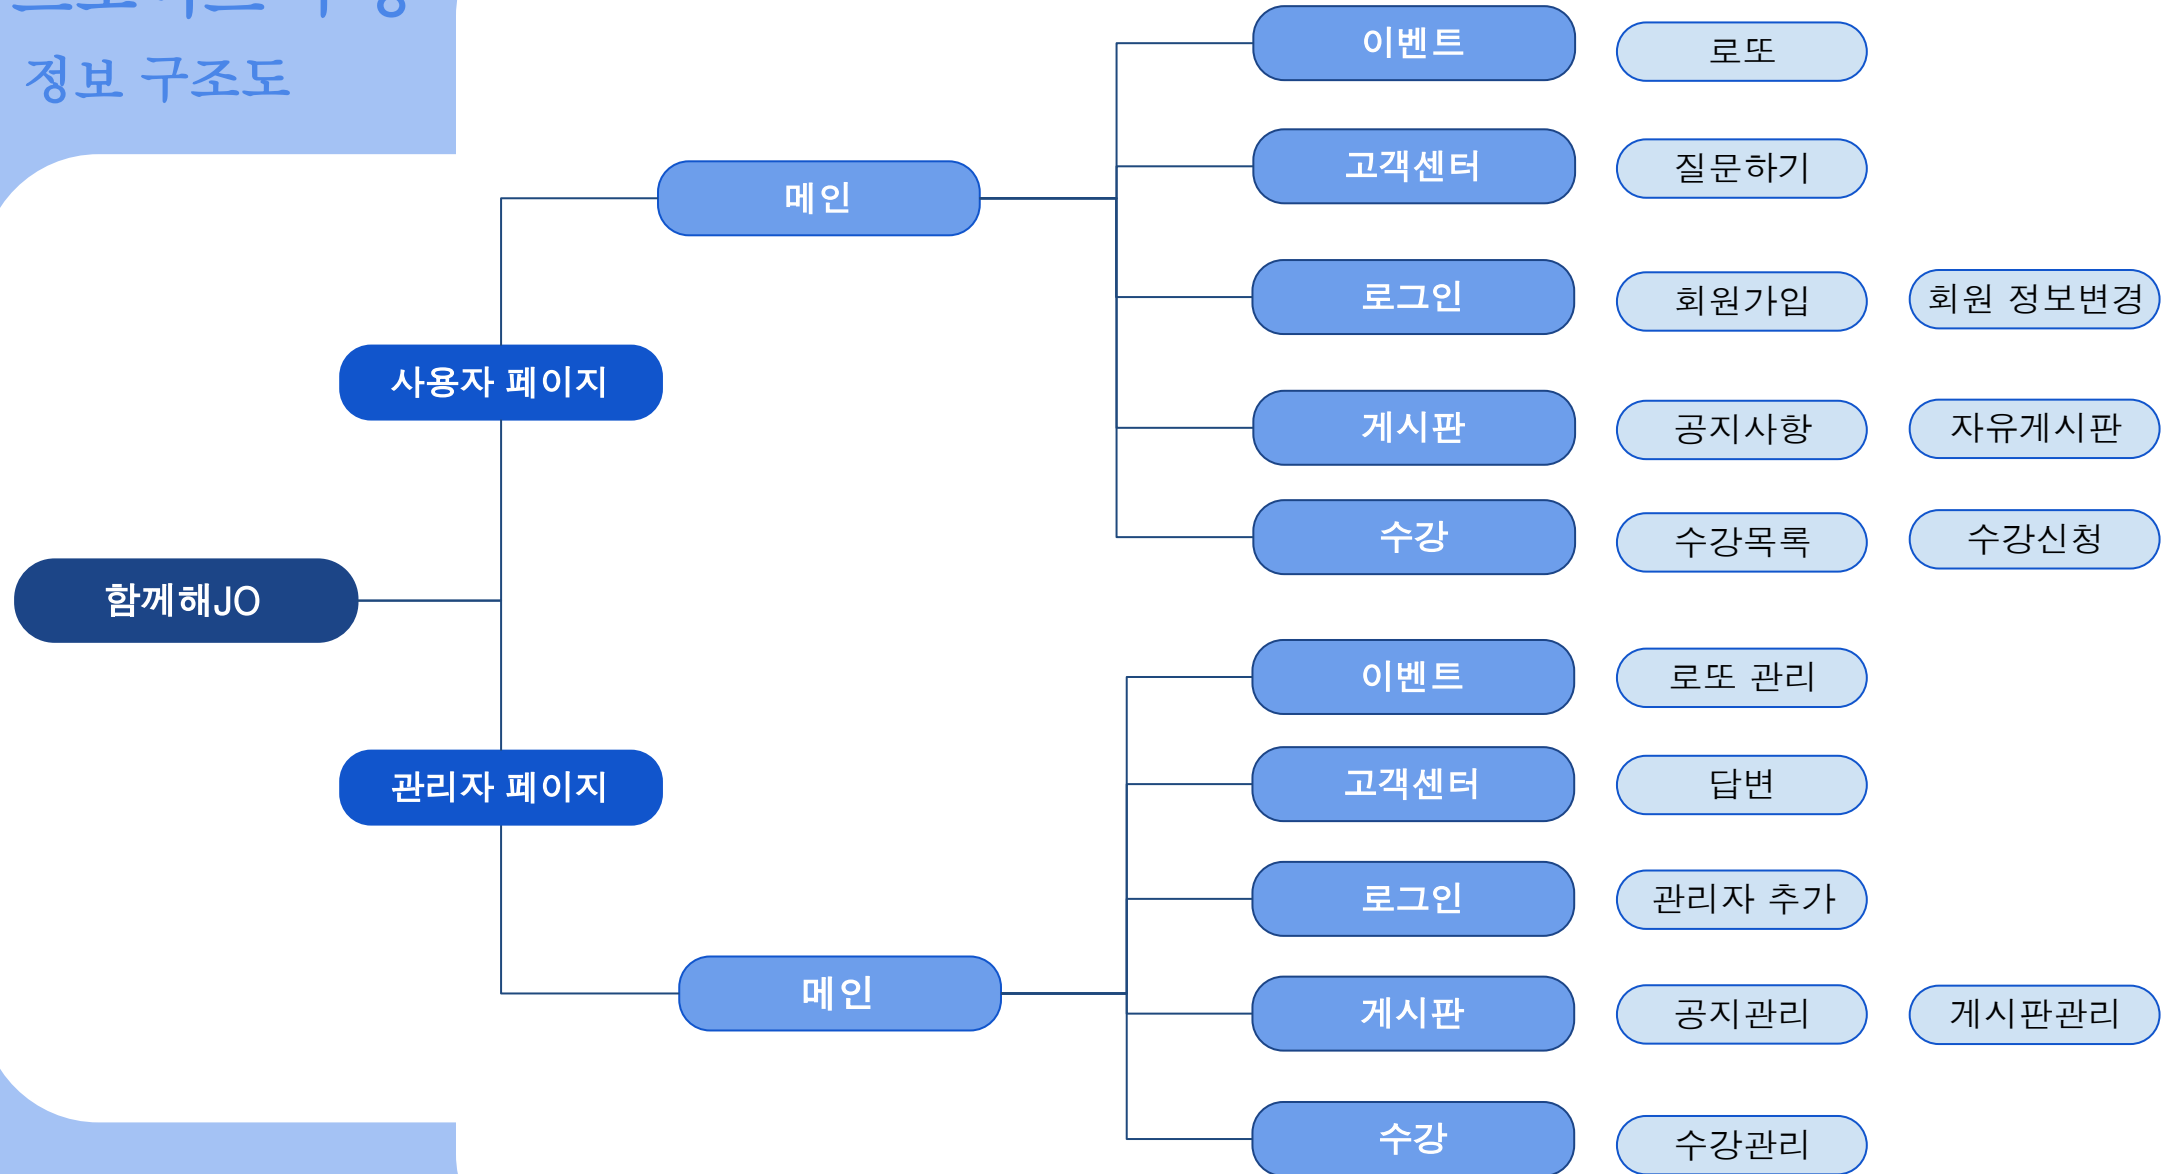 정보 구조도
이벤트 로또
고객센터 질문하기
메인
로그인 회원가입 회원 정보변경
사용자 페이지
게시판 공지사항 자유게시판
수강 수강목록 수강신청
함께해JO
이벤트 로또 관리
관리자 페이지
고객센터 답변
로그인 관리자 추가
메인
게시판 공지관리 게시판관리
수강 수강관리